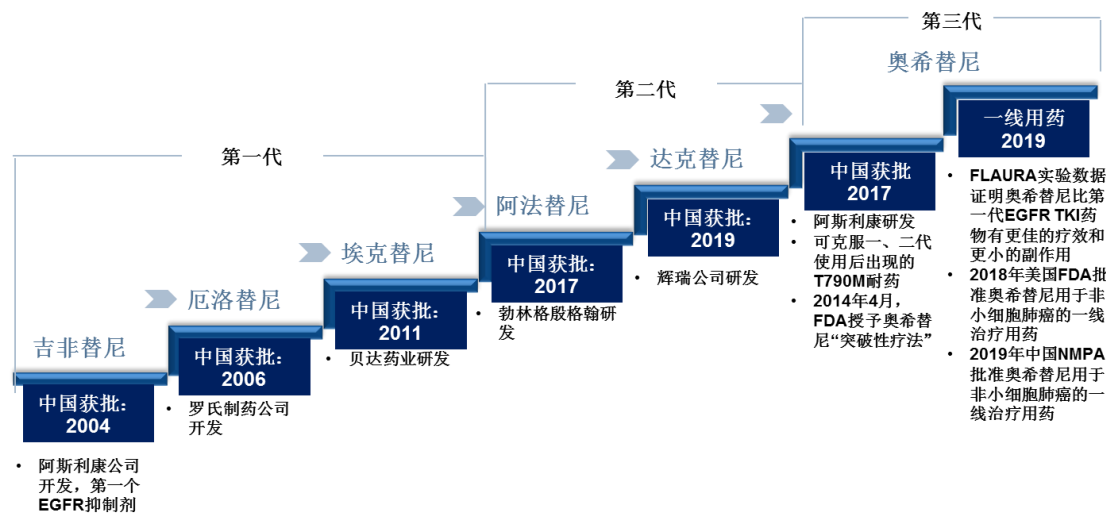 第三代
奥希替尼
第二代
一线用药
2019
达克替尼
中国获批
2017
第一代
阿法替尼
中国获批：
2019
埃克替尼
中国获批：
2017
厄洛替尼
中国获批：
2011
吉非替尼
中国获批：
2006
中国获批：
2004
• 阿斯利康公司
开发，第一个
EGFR抑制剂
• 罗氏制药公司
开发
• 贝达药业研发
• 勃林格殷格翰研
发
• 辉瑞公司研发
• 阿斯利康研发
• 可克服一、二代
使用后出现的
T790M耐药
• 2014年4月，
FDA授予奥希替
尼“突破性疗法”
• FLAURA实验数据
证明奥希替尼比第
一代EGFR TKI药
物有更佳的疗效和
更小的副作用
• 2018年美国FDA批
准奥希替尼用于非
小细胞肺癌的一线
治疗用药
• 2019年中国NMPA
批准奥希替尼用于
非小细胞肺癌的一
线治疗用药